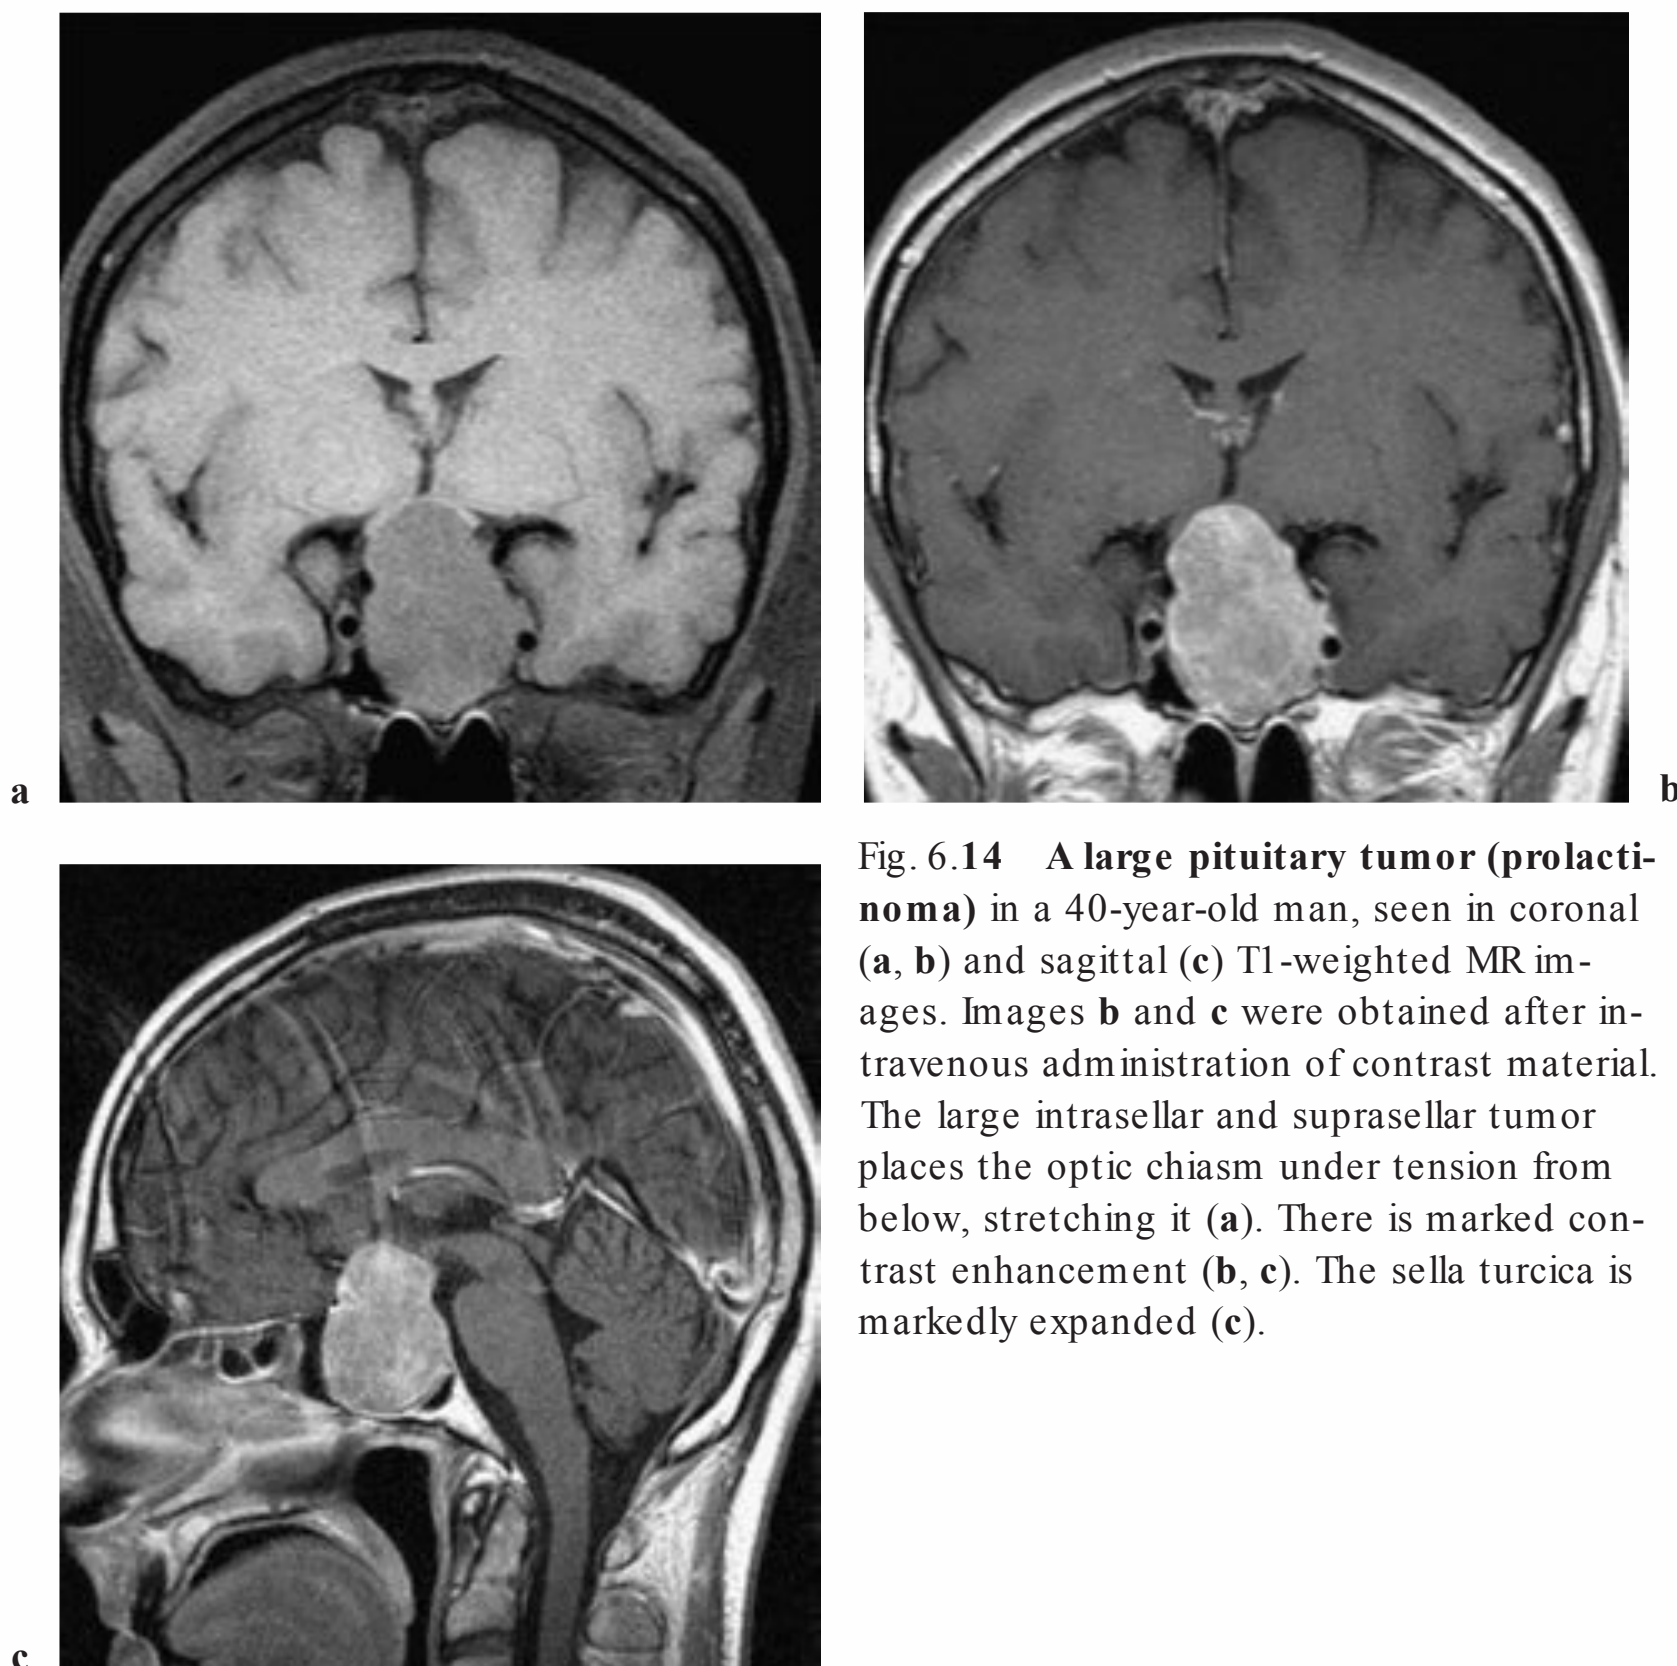 a
b
Fig. 6.14 A large pituitary tumor (prolacti-
noma) in a 40-year-old man, seen in coronal
(a, b) and sagittal (c) T1-weighted MR im-
ages. Images b and c were obtained after in-
travenous administration of contrast material.
The large intrasellar and suprasellar tumor
places the optic chiasm under tension from
below, stretching it (a). There is marked con-
trast enhancement (b, c). The sella turcica is
markedly expanded (c).
c